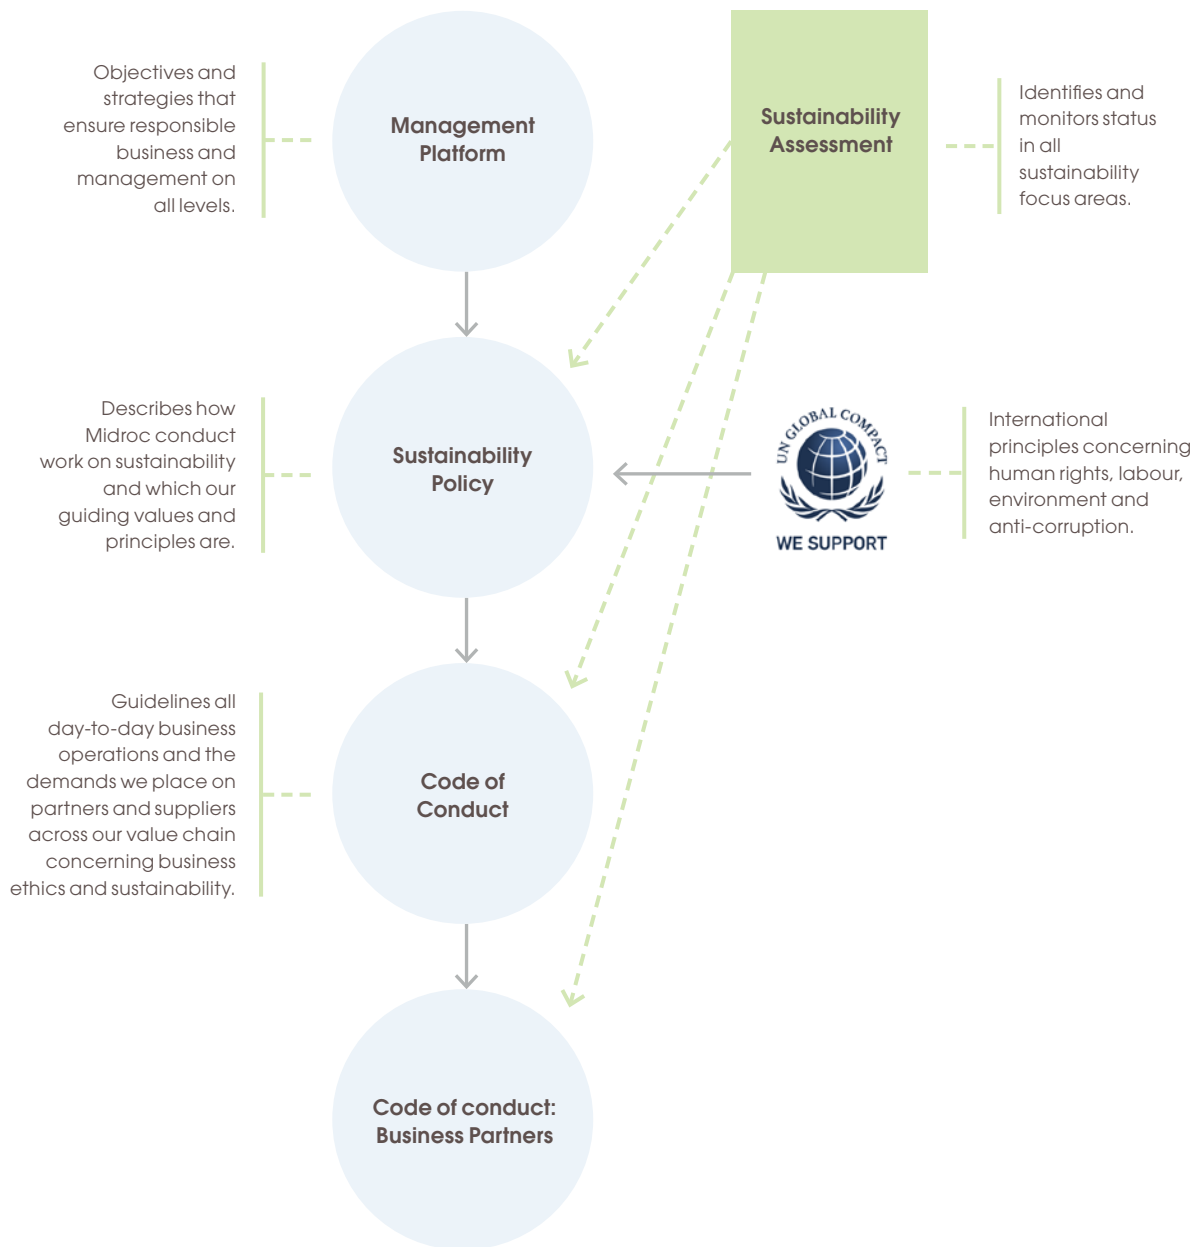 Objectives and
strategies that
ensure responsible
business and
management on
all levels.
Management
Platform
Sustainability
Assessment
Identifies and
monitors status
in all
sustainability
focus areas.
Describes how
Midroc conduct
work on sustainability
and which our
guiding values and
principles are.
Sustainability
Policy
UN GLOBAL COMPACT
WE SUPPORT
International
principles concerning
human rights, labour,
environment and
anti-corruption.
Guidelines all
day-to-day business
operations and the
demands we place on
partners and suppliers
across our value chain
concerning business
ethics and sustainability.
Code of
Conduct
Code of conduct:
Business Partners